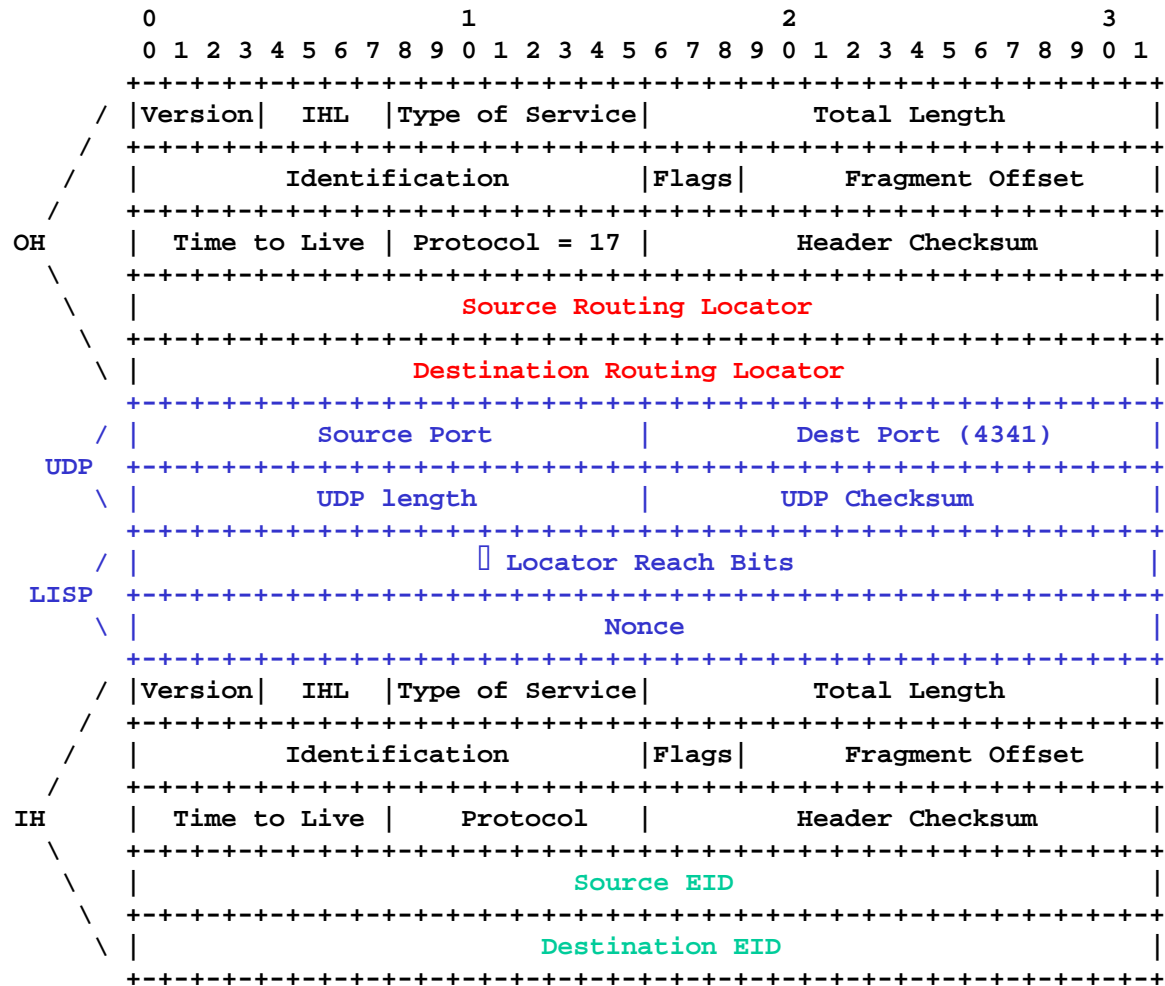 0                   1                   2                   3
0 1 2 3 4 5 6 7 8 9 0 1 2 3 4 5 6 7 8 9 0 1 2 3 4 5 6 7 8 9 0 1
+-+-+-+-+-+-+-+-+-+-+-+-+-+-+-+-+-+-+-+-+-+-+-+-+-+-+-+-+-+-+-+-+
/ |Version|  IHL  |Type of Service|          Total Length         |
/ +-+-+-+-+-+-+-+-+-+-+-+-+-+-+-+-+-+-+-+-+-+-+-+-+-+-+-+-+-+-+-+-+
/ |         Identification        |Flags|      Fragment Offset    |
/ +-+-+-+-+-+-+-+-+-+-+-+-+-+-+-+-+-+-+-+-+-+-+-+-+-+-+-+-+-+-+-+-+
OH |  Time to Live | Protocol = 17 |         Header Checksum       |
\ +-+-+-+-+-+-+-+-+-+-+-+-+-+-+-+-+-+-+-+-+-+-+-+-+-+-+-+-+-+-+-+-+
\ |                    Source Routing Locator                     |
\ +-+-+-+-+-+-+-+-+-+-+-+-+-+-+-+-+-+-+-+-+-+-+-+-+-+-+-+-+-+-+-+-+
\ |                 Destination Routing Locator                   |
+-+-+-+-+-+-+-+-+-+-+-+-+-+-+-+-+-+-+-+-+-+-+-+-+-+-+-+-+-+-+-+-+
/ |           Source Port         |         Dest Port (4341)      |
UDP +-+-+-+-+-+-+-+-+-+-+-+-+-+-+-+-+-+-+-+-+-+-+-+-+-+-+-+-+-+-+-+-+
\ |           UDP length          |        UDP Checksum           |
+-+-+-+-+-+-+-+-+-+-+-+-+-+-+-+-+-+-+-+-+-+-+-+-+-+-+-+-+-+-+-+-+
/ |                      Locator Reach Bits                       |
LISP +-+-+-+-+-+-+-+-+-+-+-+-+-+-+-+-+-+-+-+-+-+-+-+-+-+-+-+-+-+-+-+-+
\ |                             Nonce                             |
+-+-+-+-+-+-+-+-+-+-+-+-+-+-+-+-+-+-+-+-+-+-+-+-+-+-+-+-+-+-+-+-+
/ |Version|  IHL  |Type of Service|          Total Length         |
/ +-+-+-+-+-+-+-+-+-+-+-+-+-+-+-+-+-+-+-+-+-+-+-+-+-+-+-+-+-+-+-+-+
/ |         Identification        |Flags|      Fragment Offset    |
/ +-+-+-+-+-+-+-+-+-+-+-+-+-+-+-+-+-+-+-+-+-+-+-+-+-+-+-+-+-+-+-+-+
IH |  Time to Live |    Protocol   |         Header Checksum       |
\ +-+-+-+-+-+-+-+-+-+-+-+-+-+-+-+-+-+-+-+-+-+-+-+-+-+-+-+-+-+-+-+-+
\ |                           Source EID                          |
\ +-+-+-+-+-+-+-+-+-+-+-+-+-+-+-+-+-+-+-+-+-+-+-+-+-+-+-+-+-+-+-+-+
\ |                         Destination EID                       |
+-+-+-+-+-+-+-+-+-+-+-+-+-+-+-+-+-+-+-+-+-+-+-+-+-+-+-+-+-+-+-+-+